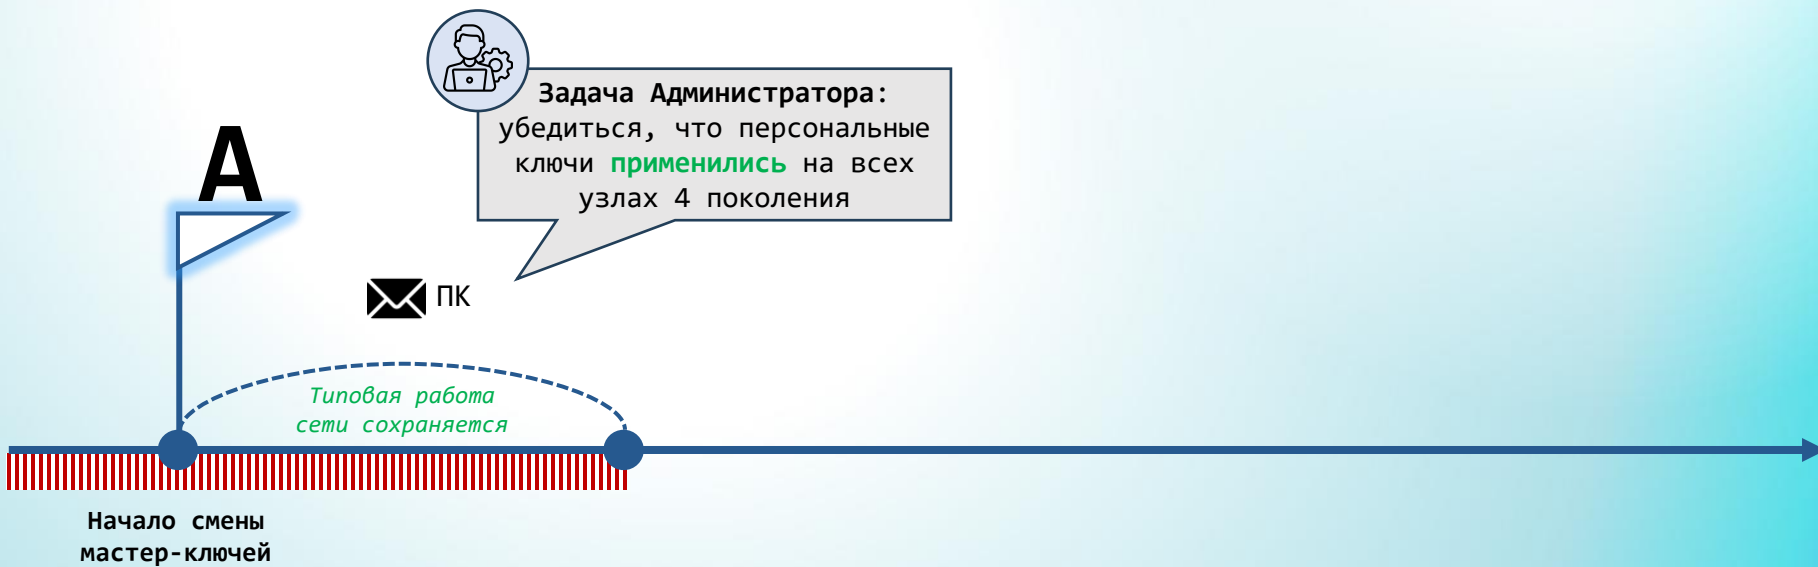 Задача Администратора:
убедиться, что персональные
ключи применились на всех
узлах 4 поколения
А
ПК
Типовая работа
сети сохраняется
Начало смены
мастер-ключей